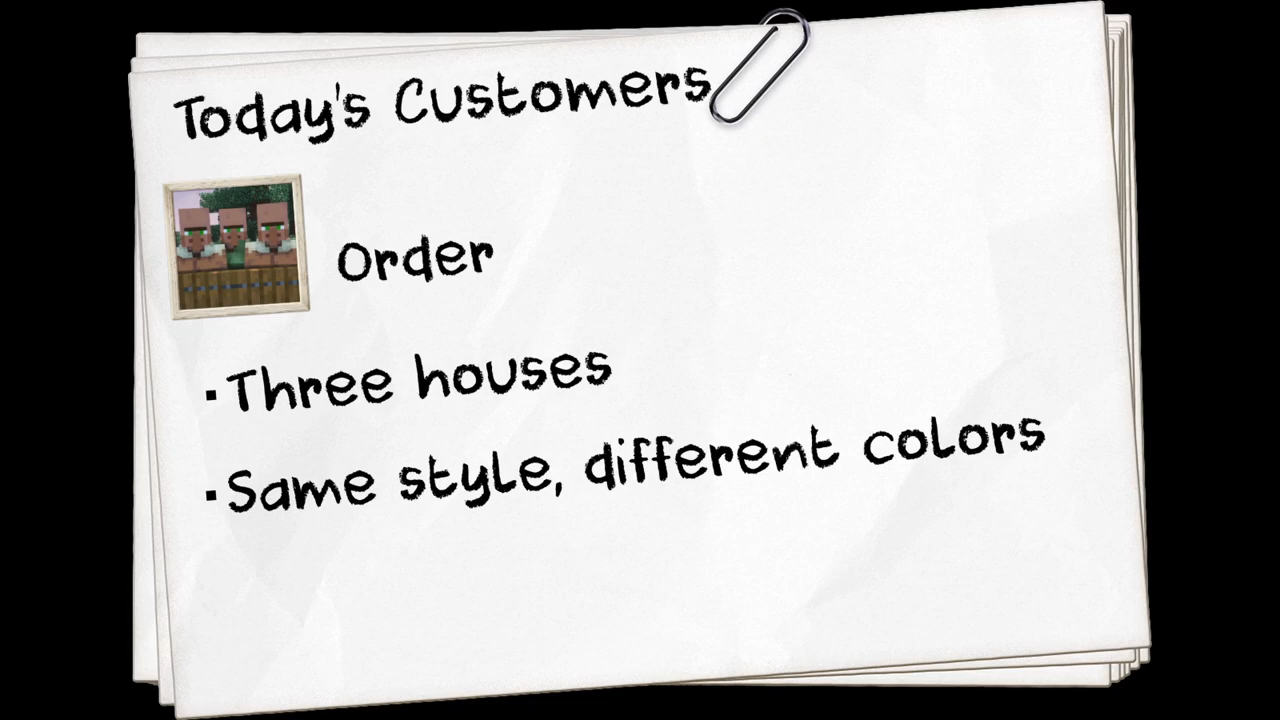 Today's Customers
Order
·Three houses
·Same style, different colors